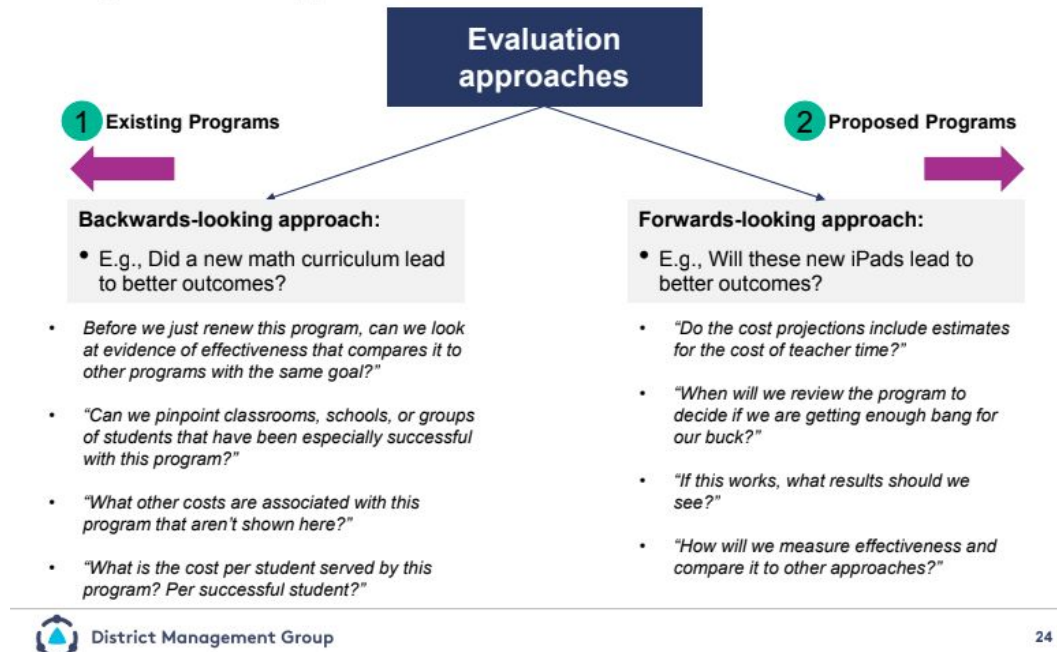 Evaluation
approaches
1 Existing Programs
Backwards-looking approach:
• E.g., Did a new math curriculum lead
to better outcomes?
• Before we just renew this program, can we look
at evidence of effectiveness that compares it to
other programs with the same goal?”
• “Can we pinpoint classrooms, schools, or groups
of students that have been especially successful
with this program?”
• “What other costs are associated with this
program that aren’t shown here?”
• “What is the cost per student served by this
program? Per successful student?”
2 Proposed Programs
Forwards-looking approach:
• E.g., Will these new iPads lead to
better outcomes?
• “Do the cost projections include estimates
for the cost of teacher time?”
• “When will we review the program to
decide if we are getting enough bang for
our buck?”
• “If this works, what results should we
see?”
• “How will we measure effectiveness and
compare it to other approaches?”
District Management Group
24